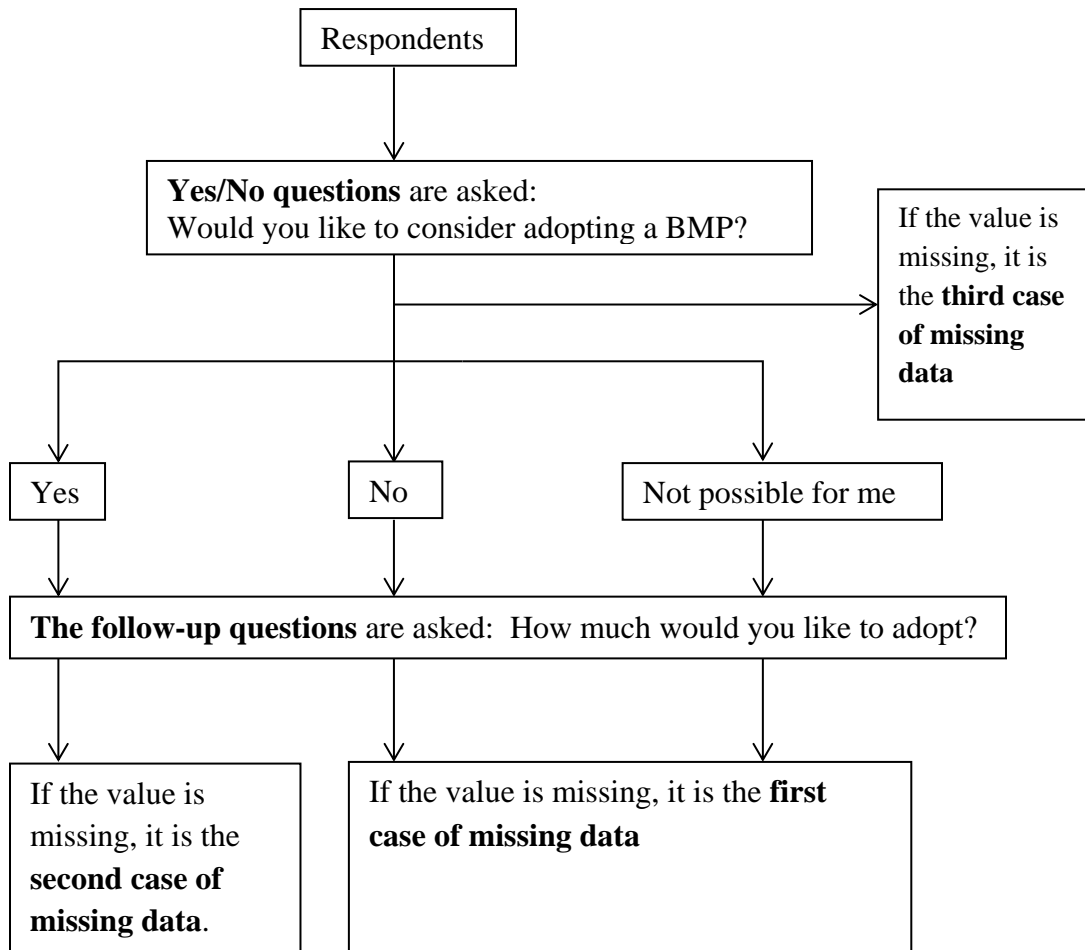 Respondents
Yes/No questions are asked:
Would you like to consider adopting a BMP?
If the value is
missing, it is
the third case
of missing
data
Yes
No
Not possible for me
The follow-up questions are asked:  How much would you like to adopt?
If the value is
missing, it is the
second case of
missing data.
If the value is missing, it is the first
case of missing data